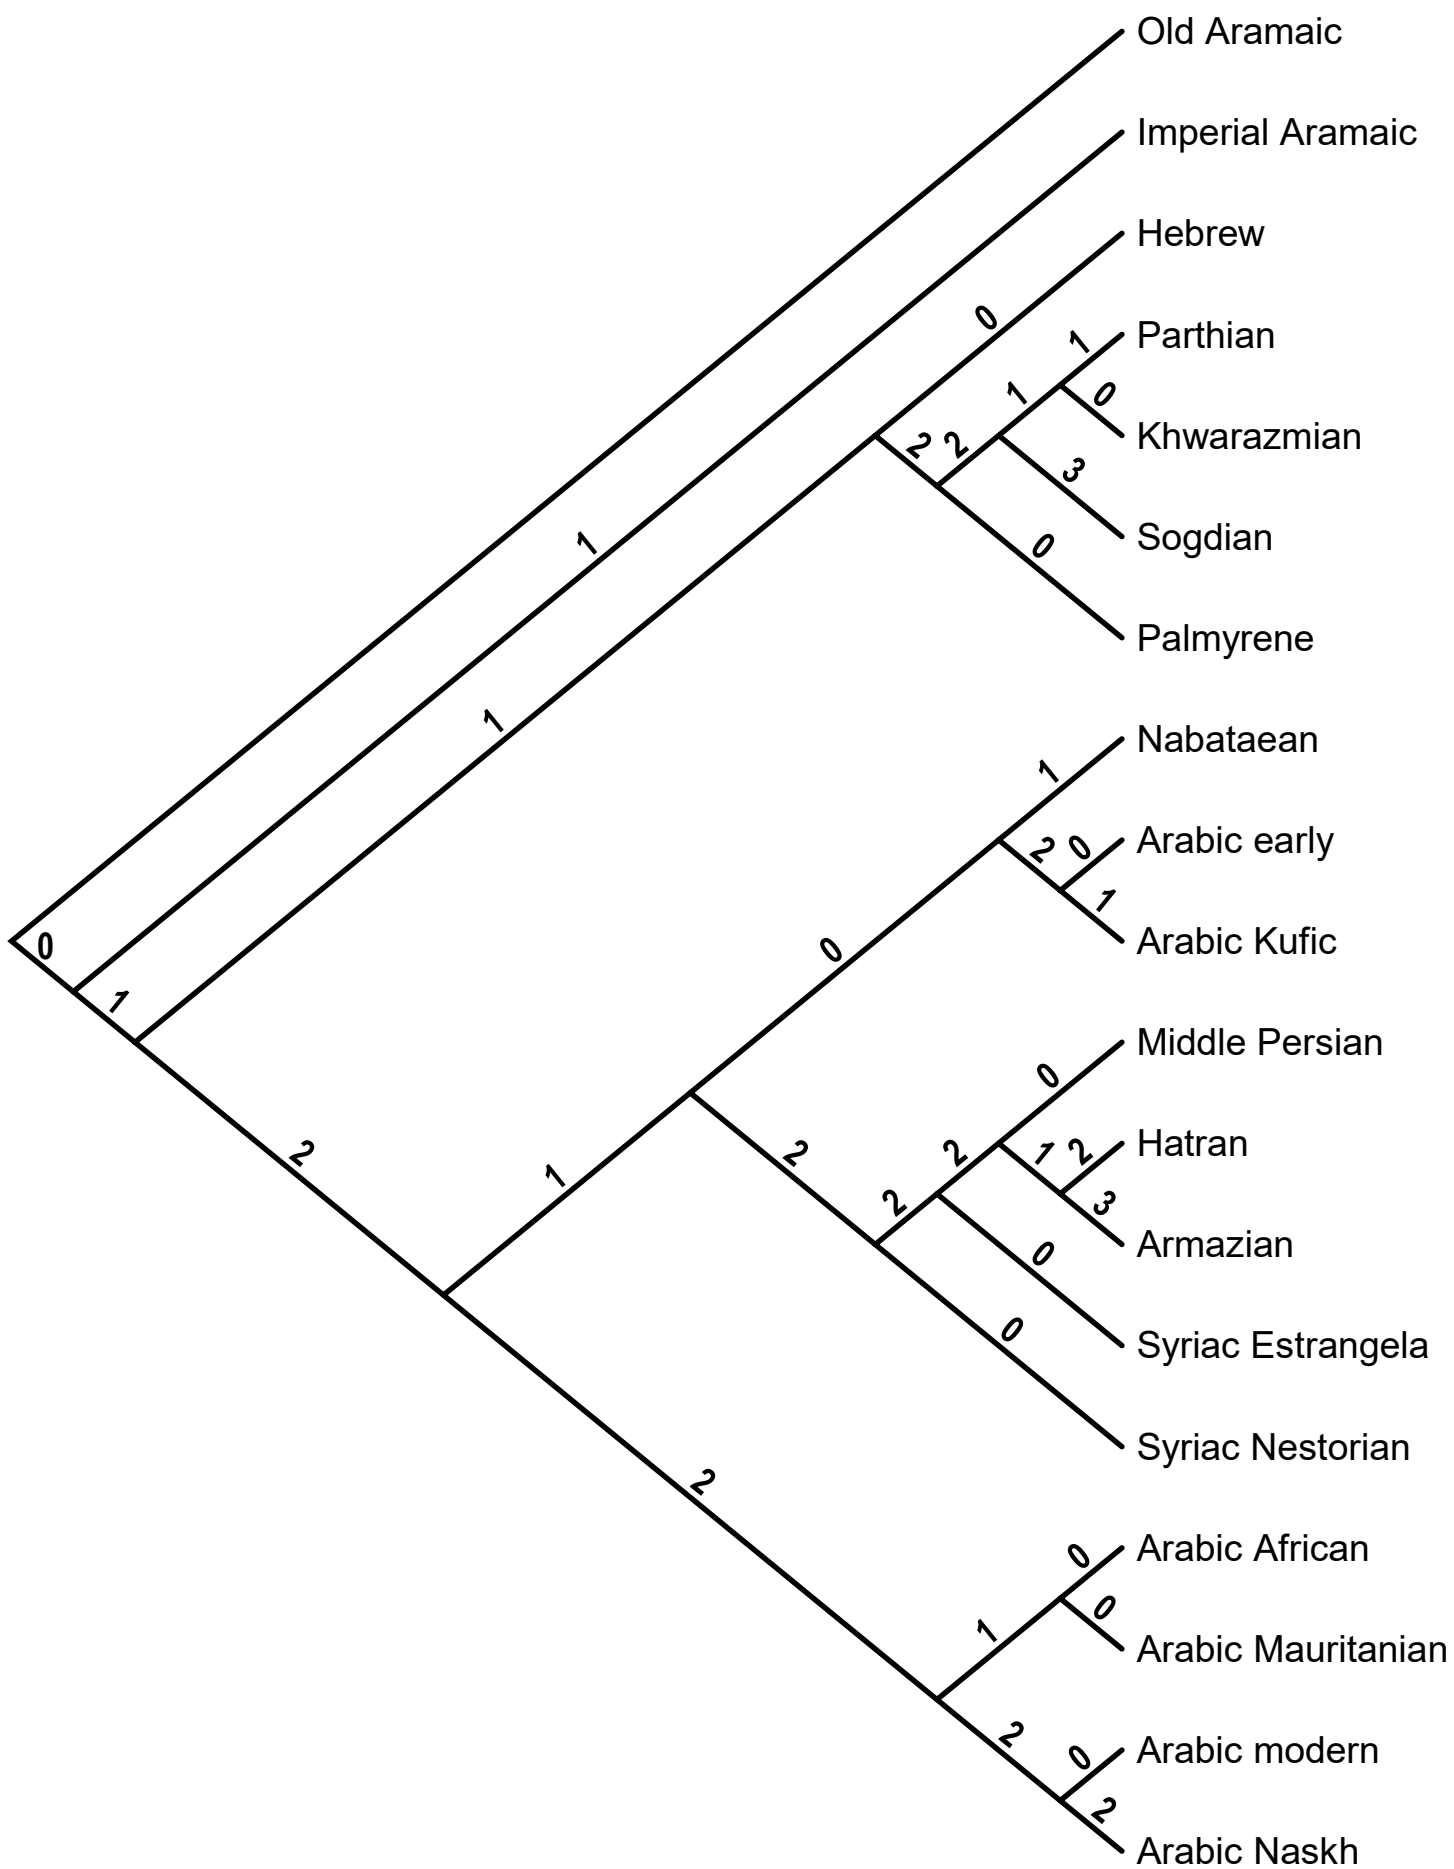 Old Aramaic
Imperial Aramaic
Hebrew
0
Parthian
1
1
0
Khwarazmian
2 2
3
Sogdian
1
0
Palmyrene
1
Nabataean
1
Arabic early
2 0
1
Arabic Kufic
0
0
1
Middle Persian
0
Hatran
1 2
2
2
2
3
Armazian
1
2
0
Syriac Estrangela
0
Syriac Nestorian
2
Arabic African
0
0
1
Arabic Mauritanian
2
Arabic modern
0
2
Arabic Naskh